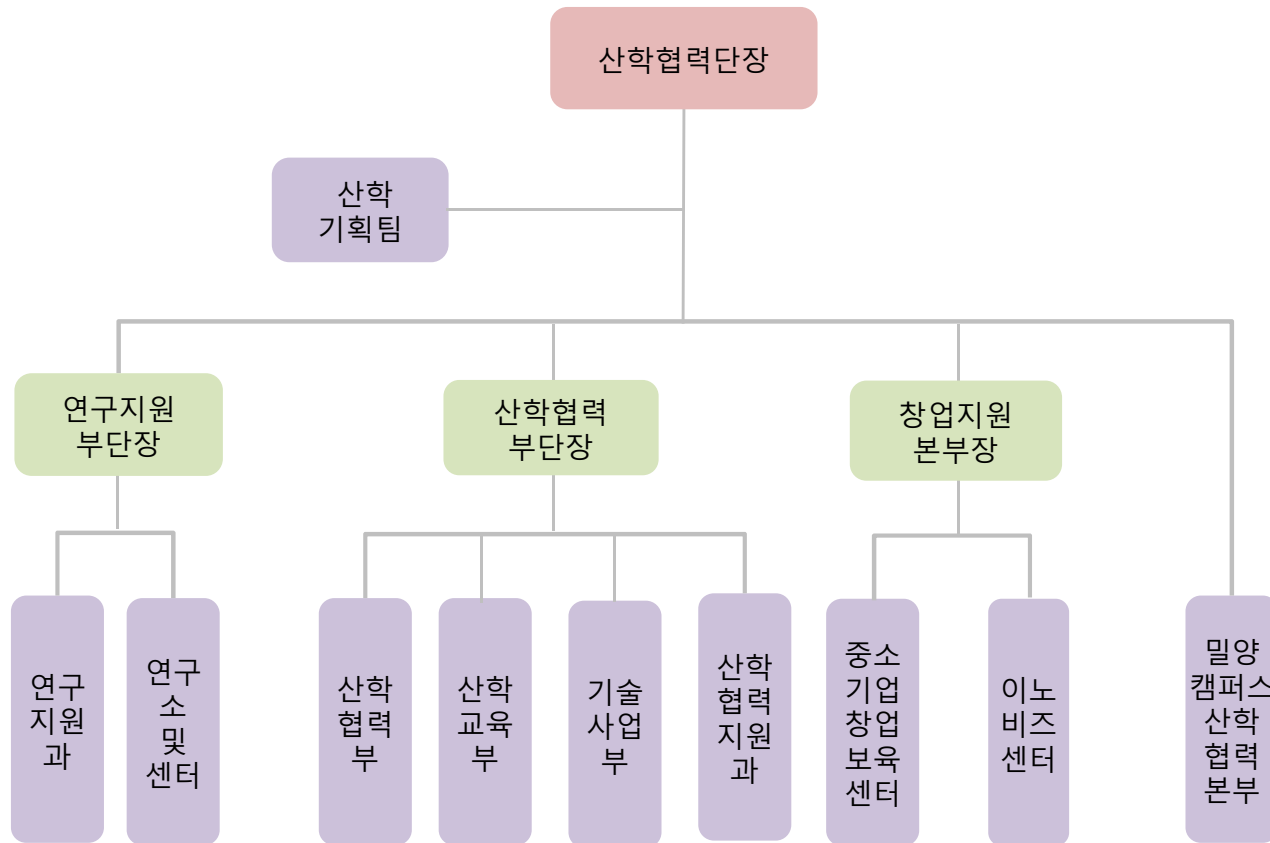 산학협력단장
산학
기획팀
연구지원
부단장
산학협력
부단장
창업지원
본부장
연구
지원
과
연구
소
및
센터
산학
협력
부
산학
교육
부
기술
사업
부
산학
협력
지원
과
중소
기업
창업
보육
센터
이노
비즈
센터
밀양
캠퍼스
산학
협력
본부